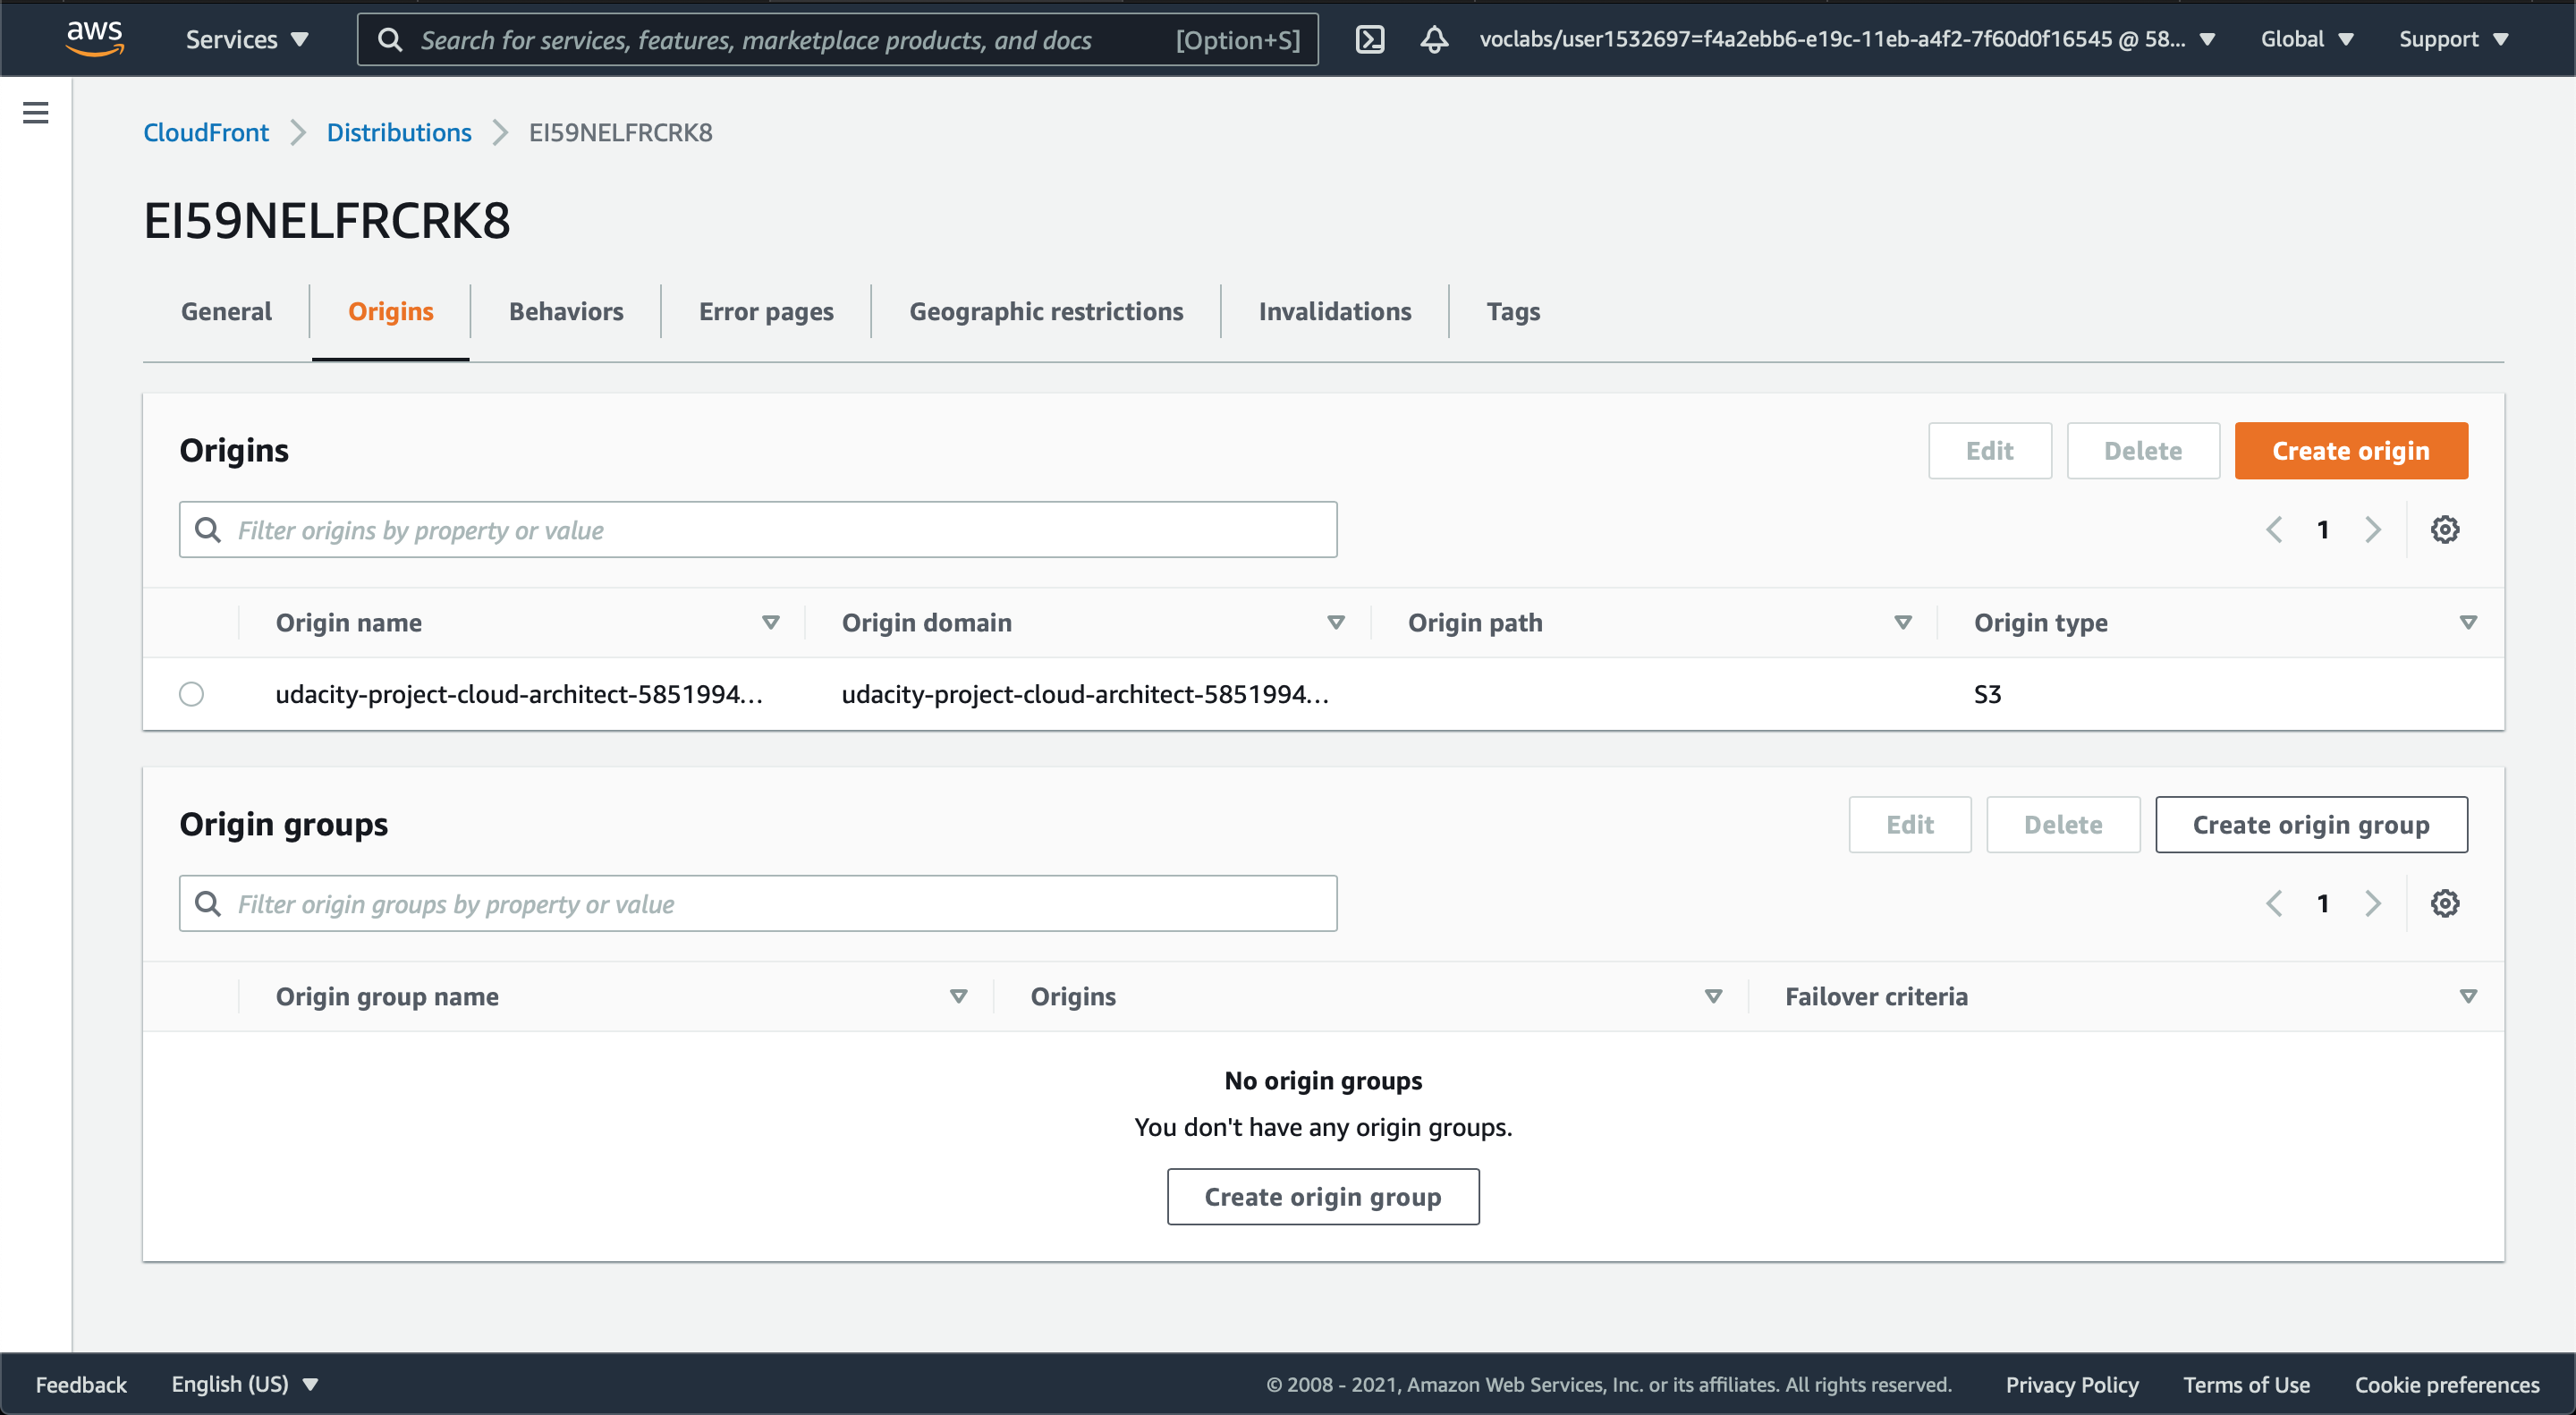 aws Services Search for services, features, marketplace products, and docs [Option+S] voclabs/user1532697=f4a2ebb6-e19c-11eb-a4f2-7f60d0f16545 @ 58... Global Support
CloudFront Distributions EI59NELFRCRK8
EI59NELFRCRK8
General Origins Behaviors Error pages Geographic restrictions Invalidations Tags
Origins Edit Delete Create origin
Filter origins by property or value 1
Origin name Origin domain Origin path Origin type
udacity-project-cloud-architect-5851994... udacity-project-cloud-architect-5851994... S3
Origin groups Edit Delete Create origin group
Filter origin groups by property or value 1
Origin group name Origins Failover criteria
No origin groups
You don't have any origin groups.
Create origin group
Feedback English (US) © 2008 - 2021, Amazon Web Services, Inc. or its affiliates. All rights reserved. Privacy Policy Terms of Use Cookie preferences